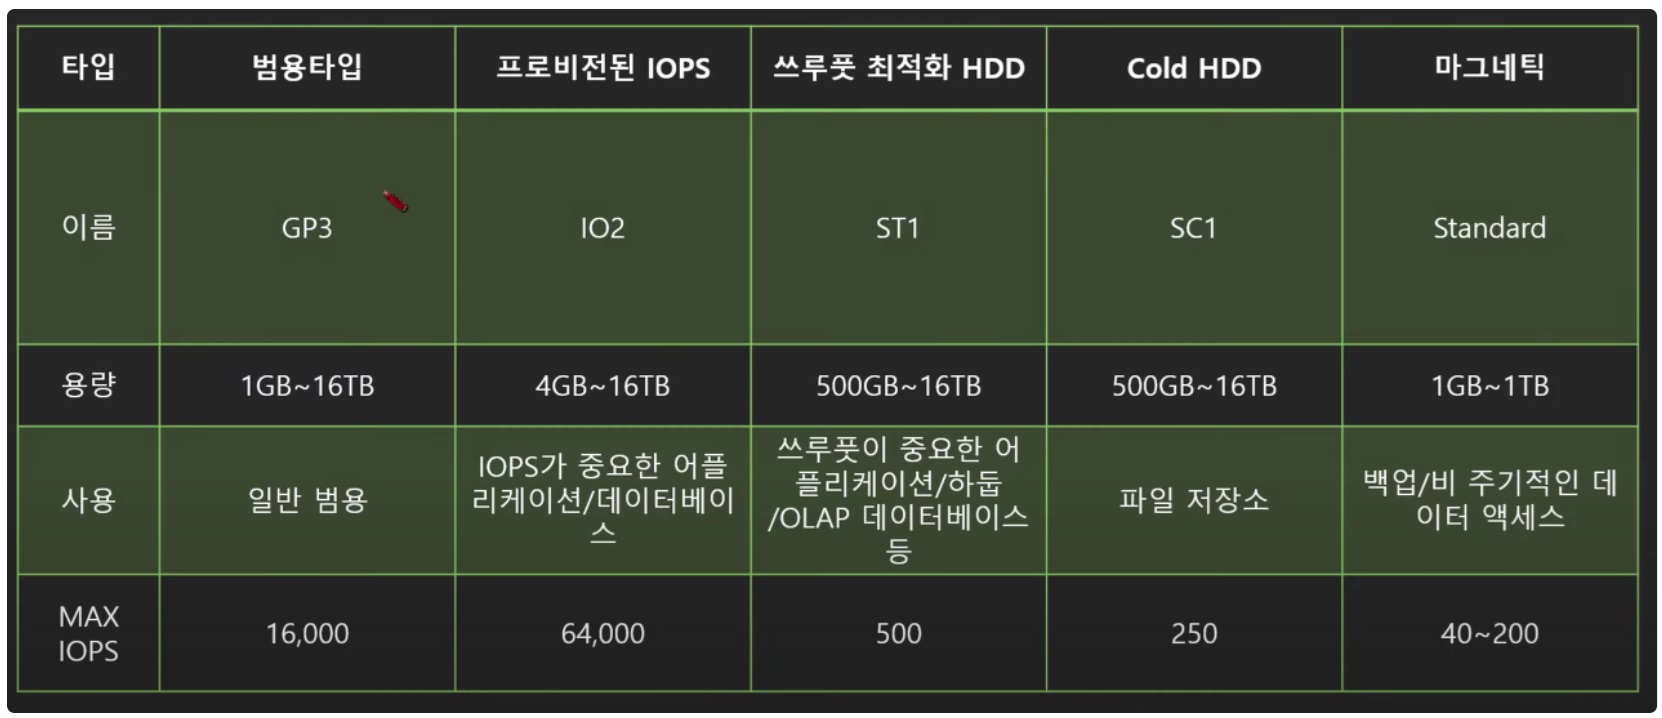 타입
범용타입
프로비전된 IOPS
쓰루풋 최적화 HDD
Cold HDD
마그네틱
이름
GP3
IO2
ST1
SC1
Standard
용량
1GB~16TB
4GB~16TB
500GB~16TB
500GB~16TB
1GB~1TB
사용
일반 범용
IOPS가 중요한 어플
리케이션/데이터베이
스
쓰루풋이 중요한 어
플리케이션/하둡
/OLAP 데이터베이스
등
파일 저장소
백업/비 주기적인 데
이터 액세스
MAX
IOPS
16,000
64,000
500
250
40~200